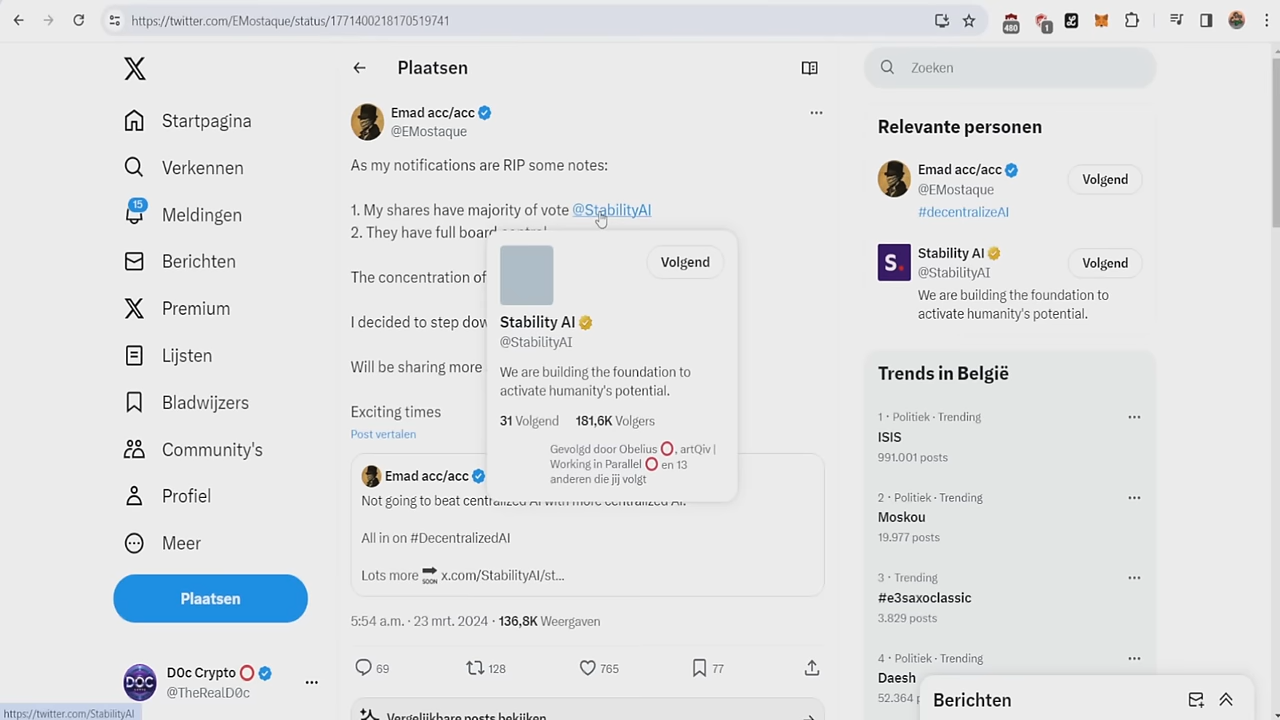 https://twitter.com/EMostaque/status/1771400218170519741
480
1
Startpagina
Verkennen
15
Meldingen
Berichten
Premium
Lijsten
Bladwijzers
Community's
Profiel
Meer
Plaatsen
D0c Crypto
@TheRealD0c
https://twitter.com/StabilityAI
Plaatsen
Emad acc/acc
@EMostaque
As my notifications are RIP some notes:
1. My shares have majority of vote @StabilityAI
2. They have full board control
The concentration of
I decided to step dow
Will be sharing more
Exciting times
Post vertalen
Volgend
Stability AI
@StabilityAI
We are building the foundation to
activate humanity's potential.
31 Volgend 181,6K Volgers
Gevolgd door Obelius ⭕, artQiv |
Working in Parallel ⭕ en 13
anderen die jij volgt
Emad acc/acc
Not going to beat centralized AI with more centralized AI.
All in on #DecentralizedAI
Lots more 🔜 x.com/StabilityAI/st…
5:54 a.m. · 23 mrt. 2024 · 136,8K Weergaven
69
128
765
77
Vergelijkbare posts bekijken
Zoeken
Relevante personen
Emad acc/acc
@EMostaque
Volgend
#decentralizeAI
S.
Stability AI
@StabilityAI
Volgend
We are building the foundation to
activate humanity's potential.
Trends in België
1 · Politiek · Trending
ISIS
991.001 posts
2 · Politiek · Trending
Moskou
19.977 posts
3 · Trending
#e3saxoclassic
3.829 posts
4 · Politiek · Trending
Daesh
52.364
Berichten